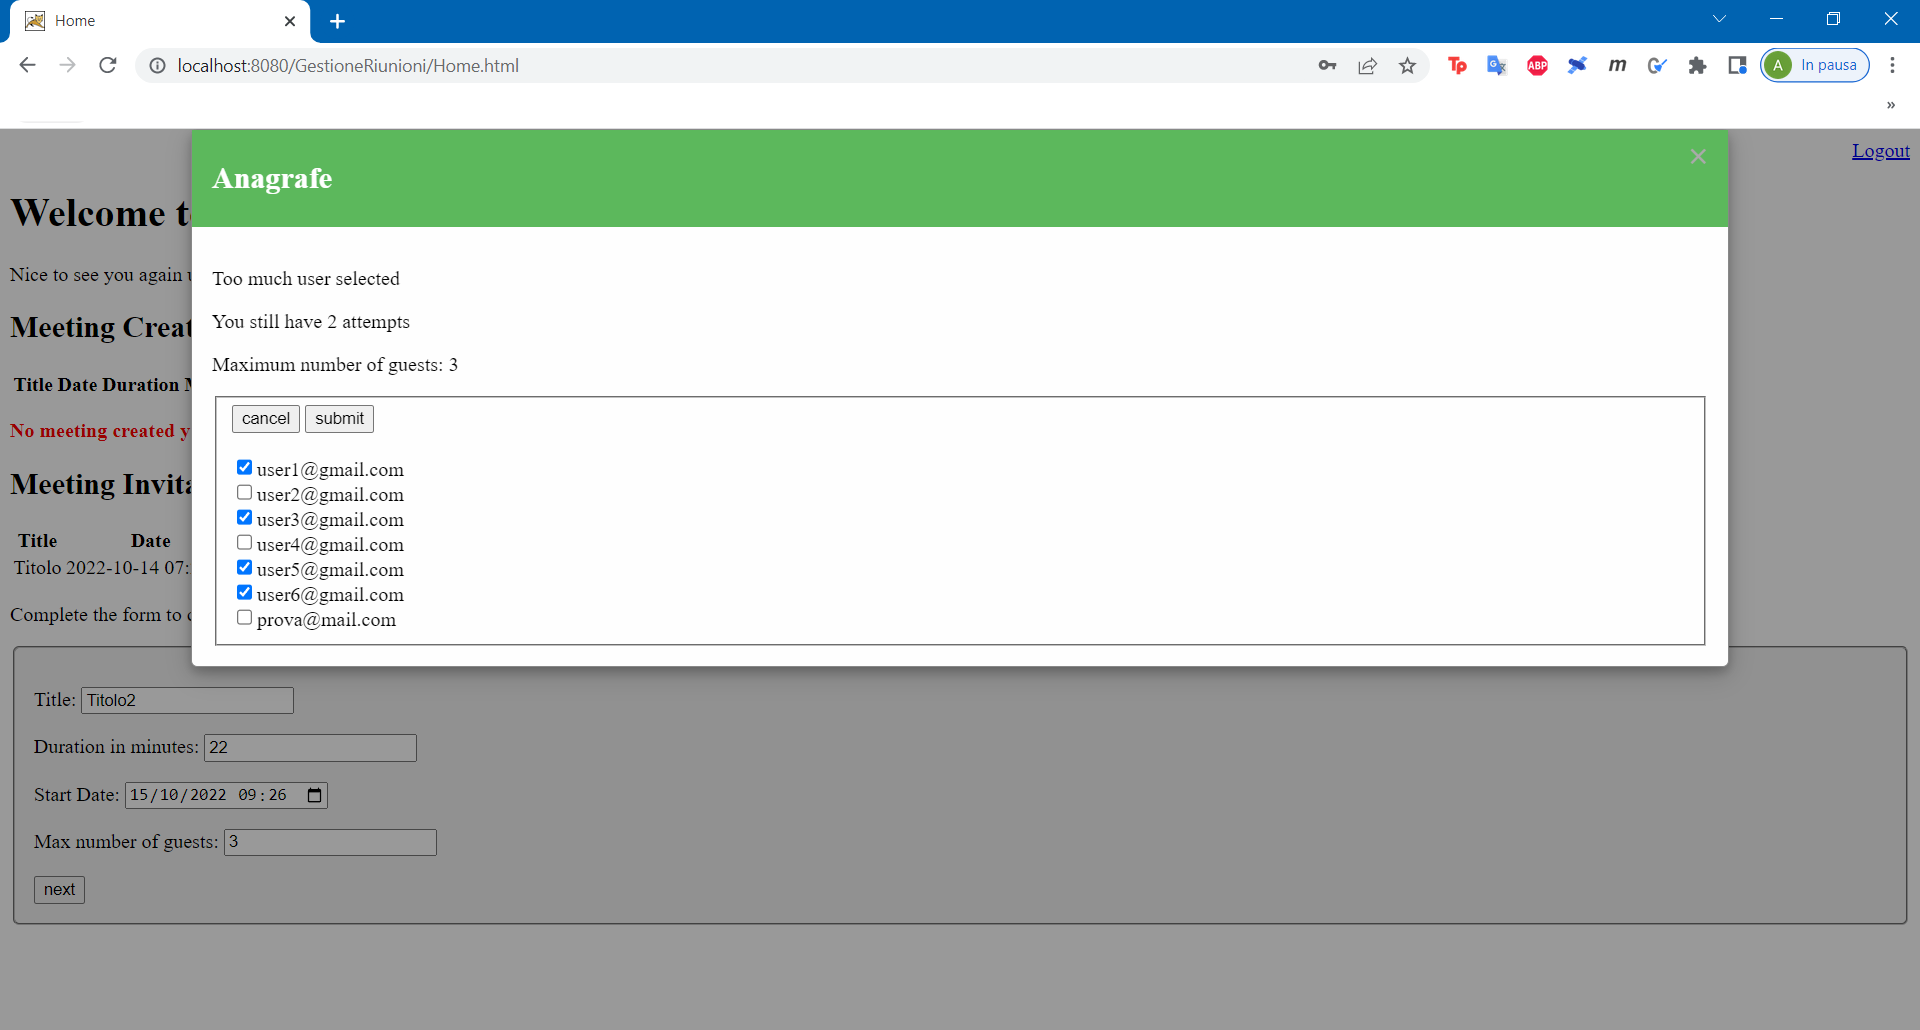 Home
localhost:8080/GestioneRiunioni/Home.html
Tp
G
ABP
m
A In pausa
»
Logout
Anagrafe
Welcome
Nice to see you again
Too much user selected
You still have 2 attempts
Maximum number of guests: 3
cancel submit
user1@gmail.com
user2@gmail.com
user3@gmail.com
user4@gmail.com
user5@gmail.com
user6@gmail.com
prova@mail.com
Meeting Creat
Title Date Duration
No meeting created y
Meeting Invita
Title Date
Titolo 2022-10-14 07:
Complete the form to
Title: Titolo2
Duration in minutes: 22
Start Date: 15/10/2022 09:26
Max number of guests: 3
next